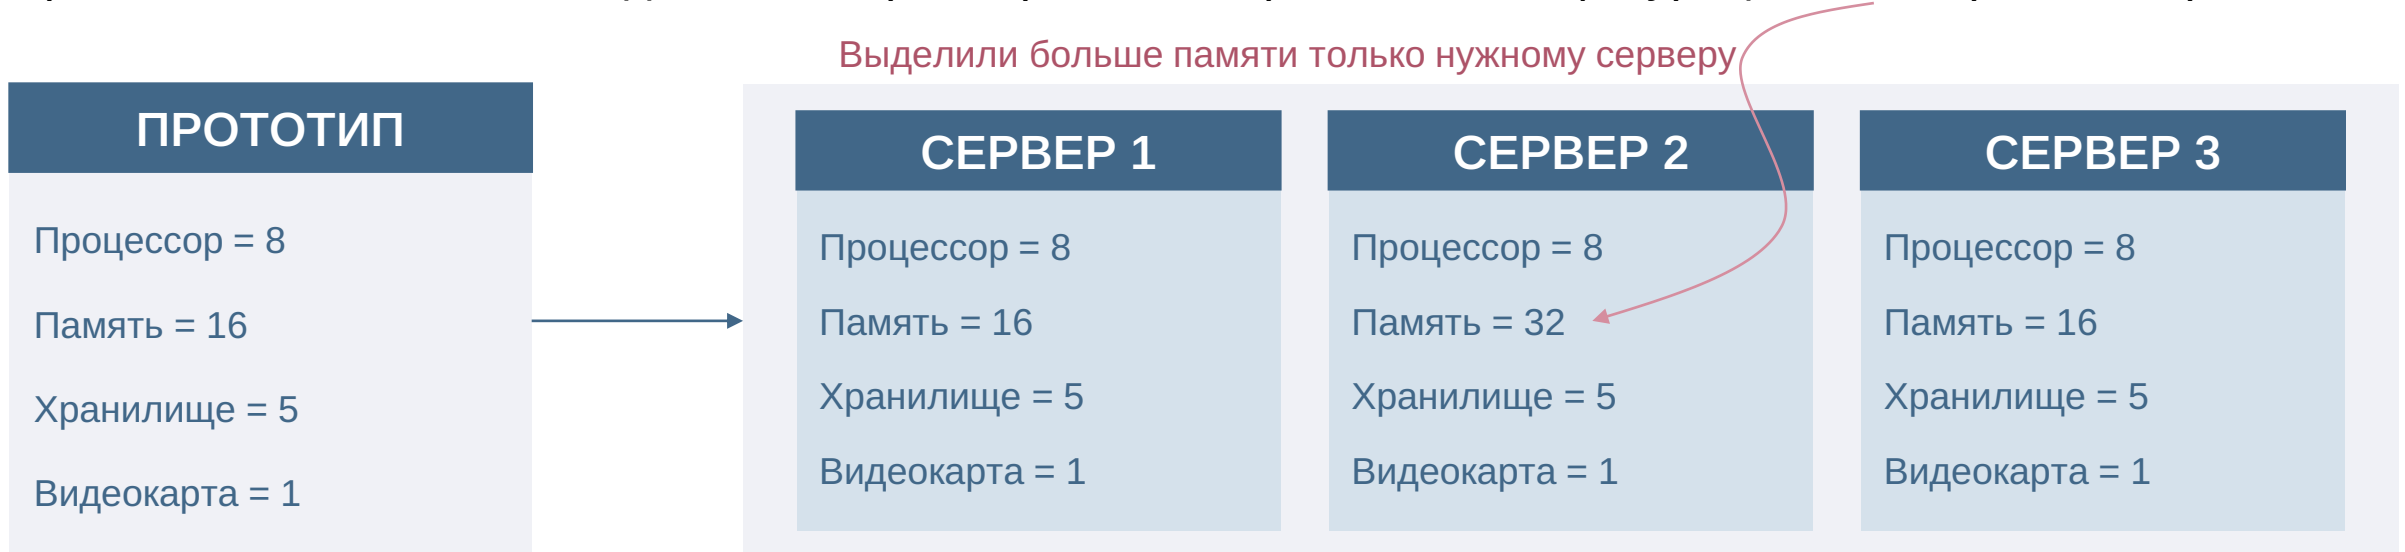 Выделили больше памяти только нужному серверу
ПРОТОТИП
Процессор = 8
Память = 16
Хранилище = 5
Видеокарта = 1
СЕРВЕР 1
Процессор = 8
Память = 16
Хранилище = 5
Видеокарта = 1
СЕРВЕР 2
Процессор = 8
Память = 32
Хранилище = 5
Видеокарта = 1
СЕРВЕР 3
Процессор = 8
Память = 16
Хранилище = 5
Видеокарта = 1